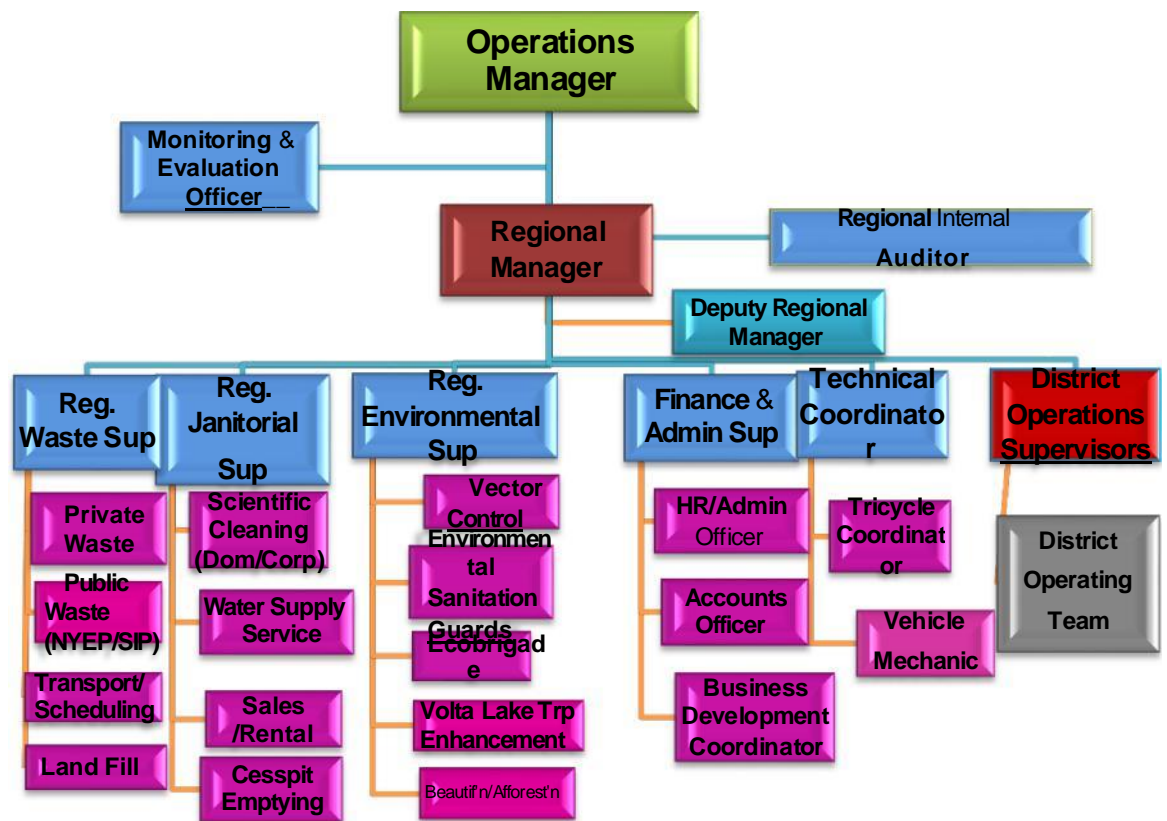 Operations
Manager
Monitoring &
Evaluation
Officer__
Regional
Manager
Regional Internal
Auditor
Deputy Regional
Manager
Reg.
Waste Sup
Reg.
Janitorial
Sup
Reg.
Environmental
Sup
Finance &
Admin Sup
Technical
Coordinato
r
District
Operations
Supervisors
Private
Waste
Public
Waste
(NYEP/SIP)
Transport/
Scheduling
Land Fill
Scientific
Cleaning
(Dom/Corp)
Water Supply
Service
Sales
/Rental
Cesspit
Emptying
Vector
Control
Environmen
tal
Sanitation
Guards
Ecobrigad
e
Volta Lake Trp
Enhancement
Beautif'n/Afforest'n
HR/Admin
Officer
Accounts
Officer
Business
Development
Coordinator
Tricycle
Coordinat
or
Vehicle
Mechanic
District
Operating
Team